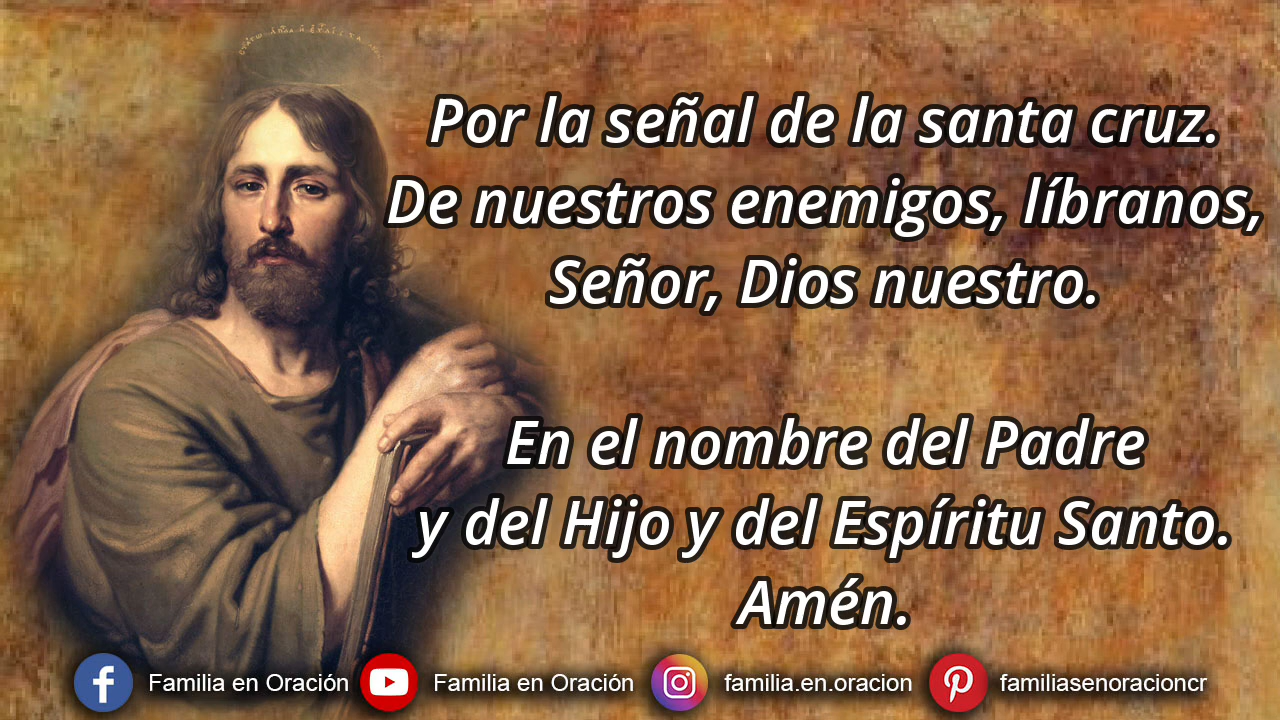 Por la señal de la santa cruz.
De nuestros enemigos, líbranos,
Señor, Dios nuestro.
En el nombre del Padre
y del Hijo y del Espíritu Santo.
Amén.
Familia en Oración
Familia en Oración
familia.en.oracion
familiasenoracioncr